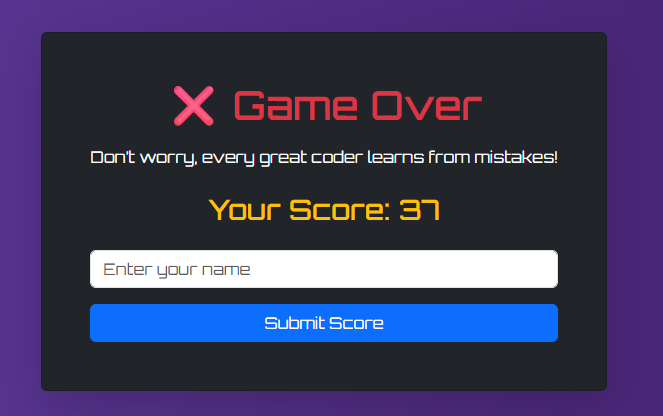 ❌ Game Over
Don't worry, every great coder learns from mistakes!
Your Score: 37
Enter your name
Submit Score